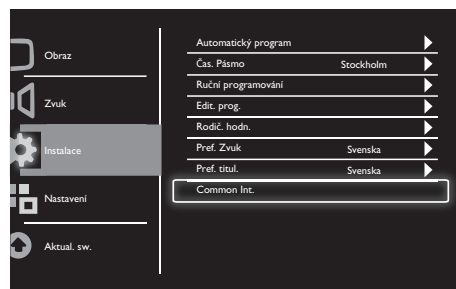 Obraz
Zvuk
Instalace
Nastavení
Aktual. sw.
Automatický program
Čas. Pásmo Stockholm
Ruční programování
Edit. prog.
Rodič. hodn.
Pref. Zvuk Svenska
Pref. titul. Svenska
Common Int.